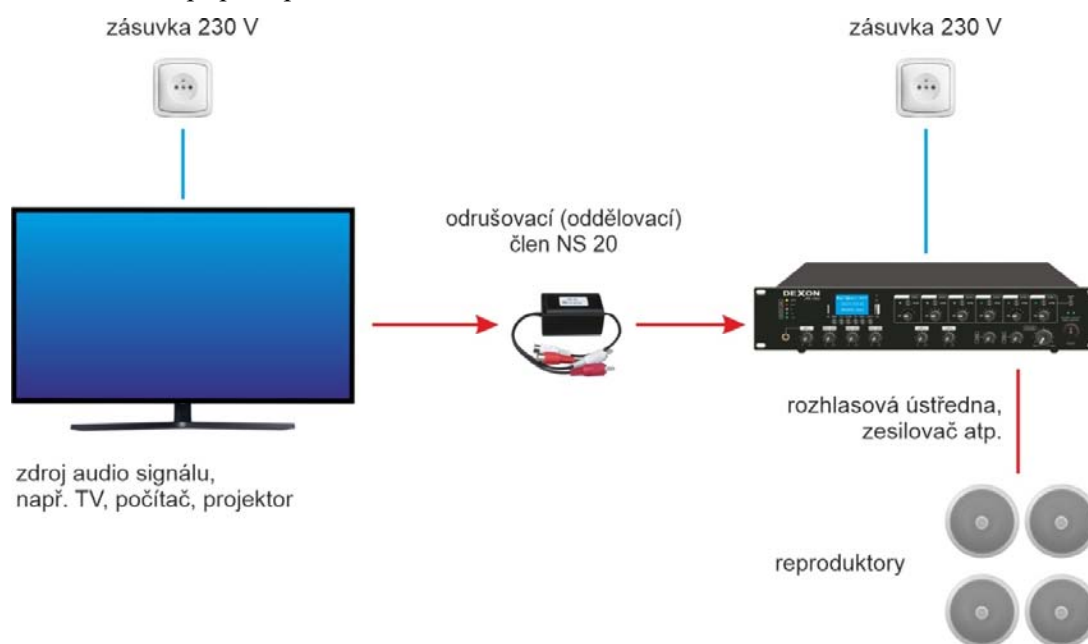 zásuvka 230 V
zásuvka 230 V
odrušovací (oddělovací)
člen NS 20
DEXON
rozhlasová ústředna,
zesilovač atp.
zdroj audio signálu,
např. TV, počítač, projektor
reproduktory